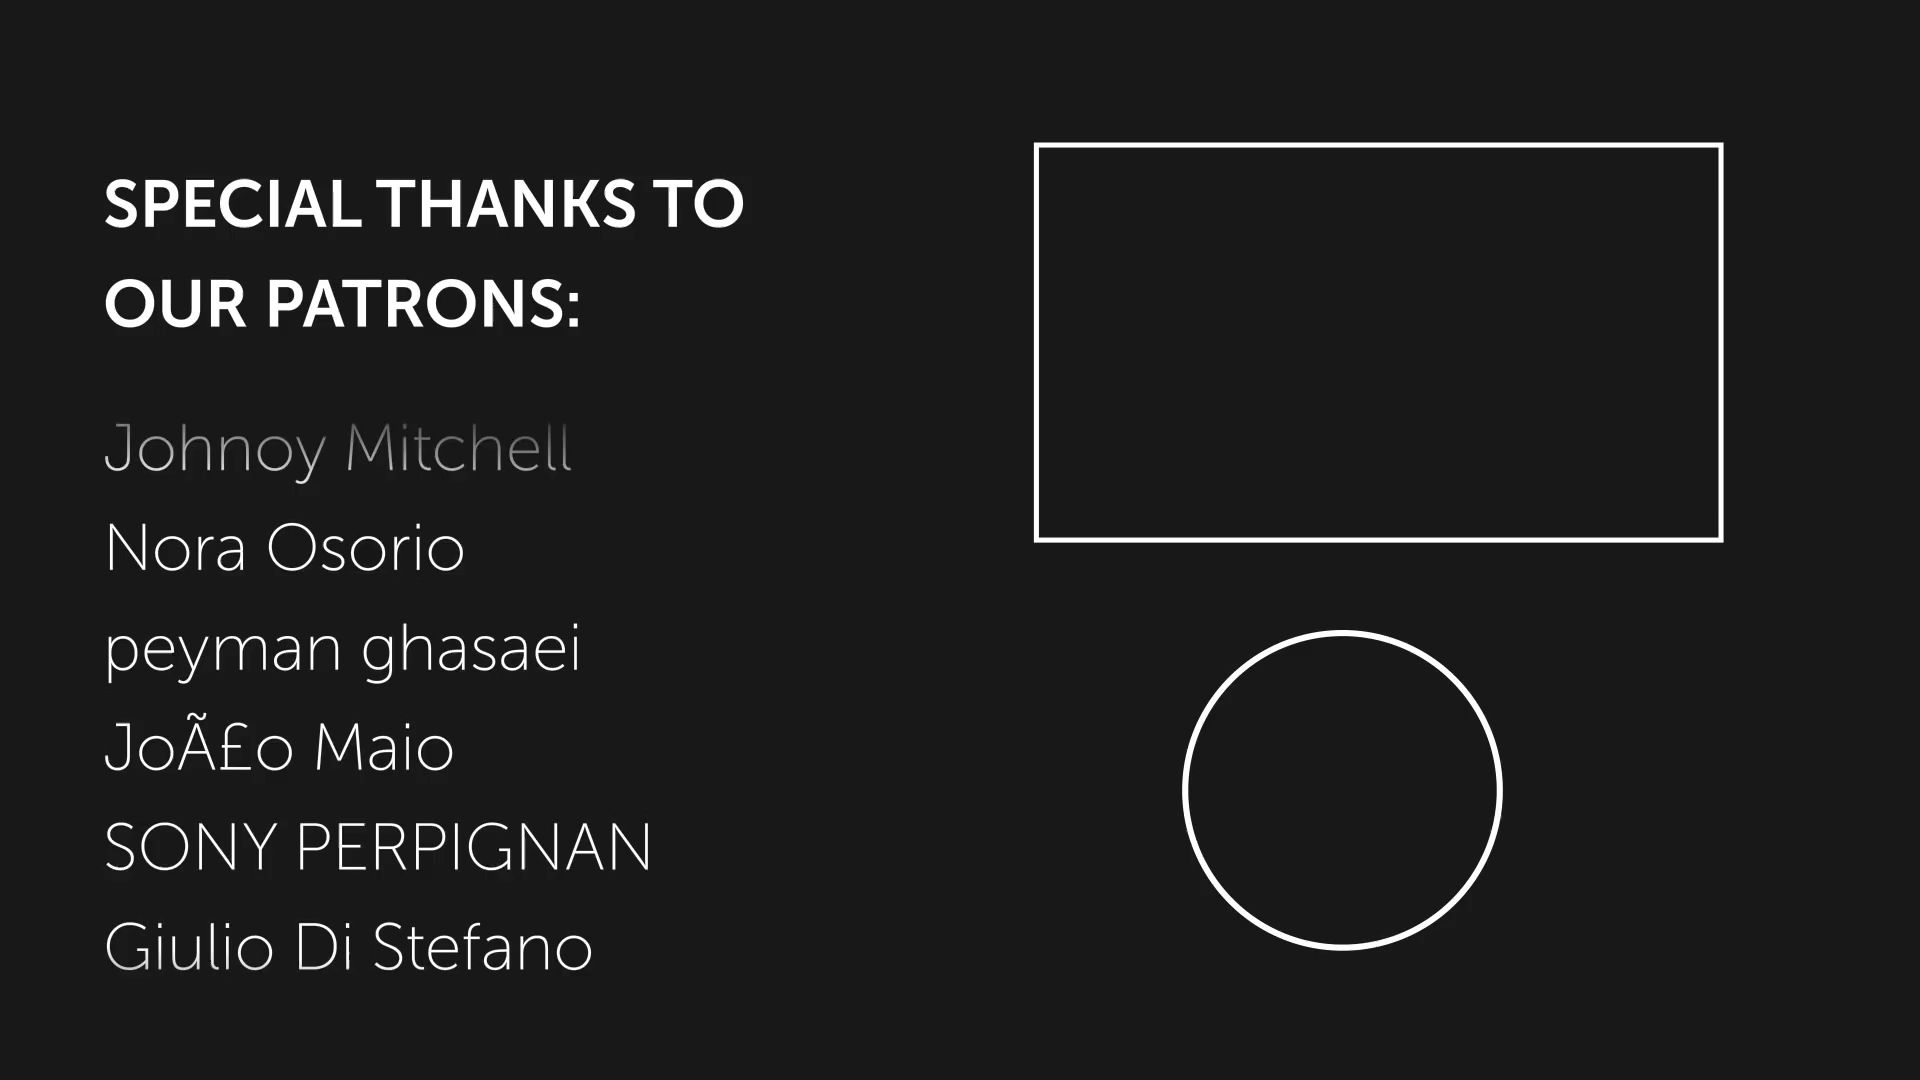 SPECIAL THANKS TO
OUR PATRONS:
Johnoy Mitchell
Nora Osorio
peyman ghasaei
JoÃ£o Maio
SONY PERPIGNAN
Giulio Di Stefano